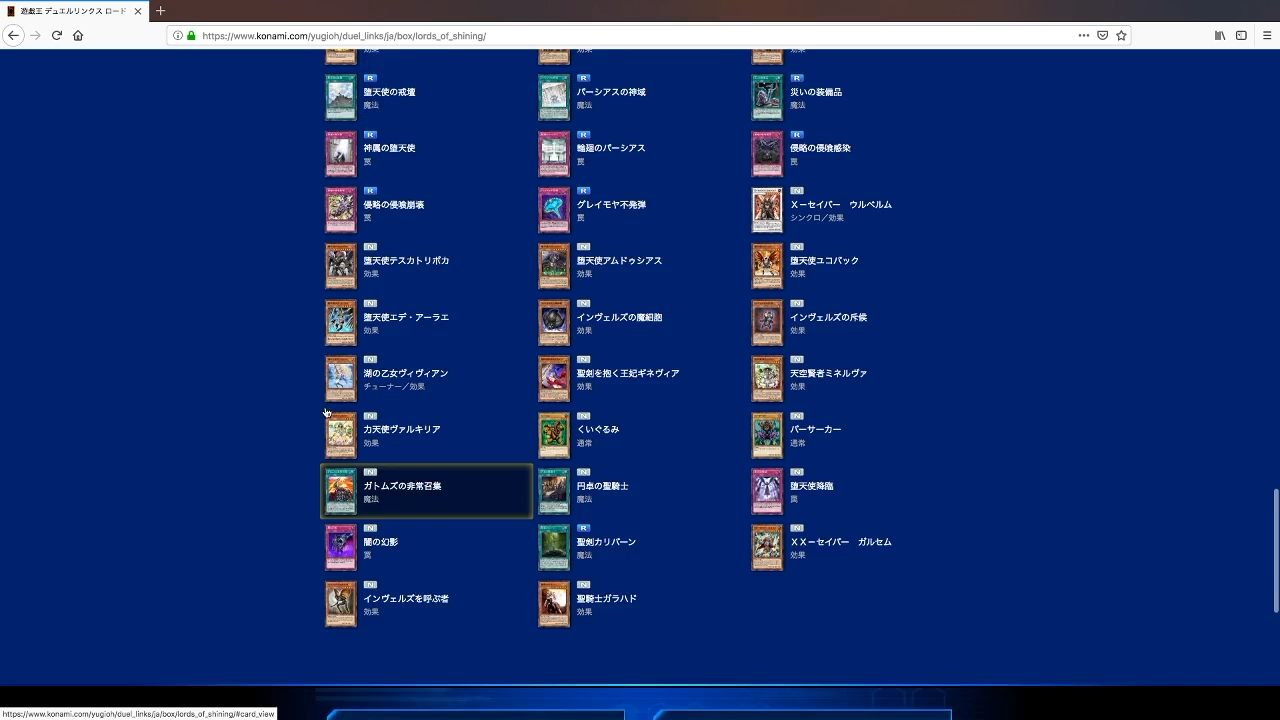 遊戯王 デュエルリンクス ロード
https://www.konami.com/yugioh/duel_links/ja/box/lords_of_shining/
効果
効果
効果
R
堕天使の戒壇
魔法
R
パーシアスの神域
魔法
R
災いの装備品
魔法
R
神属の堕天使
罠
R
輪廻のパーシアス
罠
R
侵略の侵喰感染
罠
R
侵略の侵喰崩壊
罠
R
グレイモヤ不発弾
罠
N
X－セイバー ウルベルム
シンクロ／効果
N
堕天使テスカトリポカ
効果
N
堕天使アムドゥシアス
効果
N
堕天使ユコバック
効果
N
堕天使エデ・アーラエ
効果
N
インヴェルズの魔細胞
効果
N
インヴェルズの斥候
効果
N
湖の乙女ヴィヴィアン
チューナー／効果
N
聖剣を抱く王妃ギネヴィア
効果
N
天空賢者ミネルヴァ
効果
N
力天使ヴァルキリア
効果
N
くいぐるみ
通常
N
バーサーカー
通常
N
ガトムズの非常召集
魔法
N
円卓の聖騎士
魔法
N
堕天使降臨
罠
N
闇の幻影
罠
R
聖剣カリバーン
魔法
N
XX－セイバー ガルセム
効果
N
インヴェルズを呼ぶ者
効果
N
聖騎士ガラハド
効果
https://www.konami.com/yugioh/duel_links/ja/box/lords_of_shining/#card_view